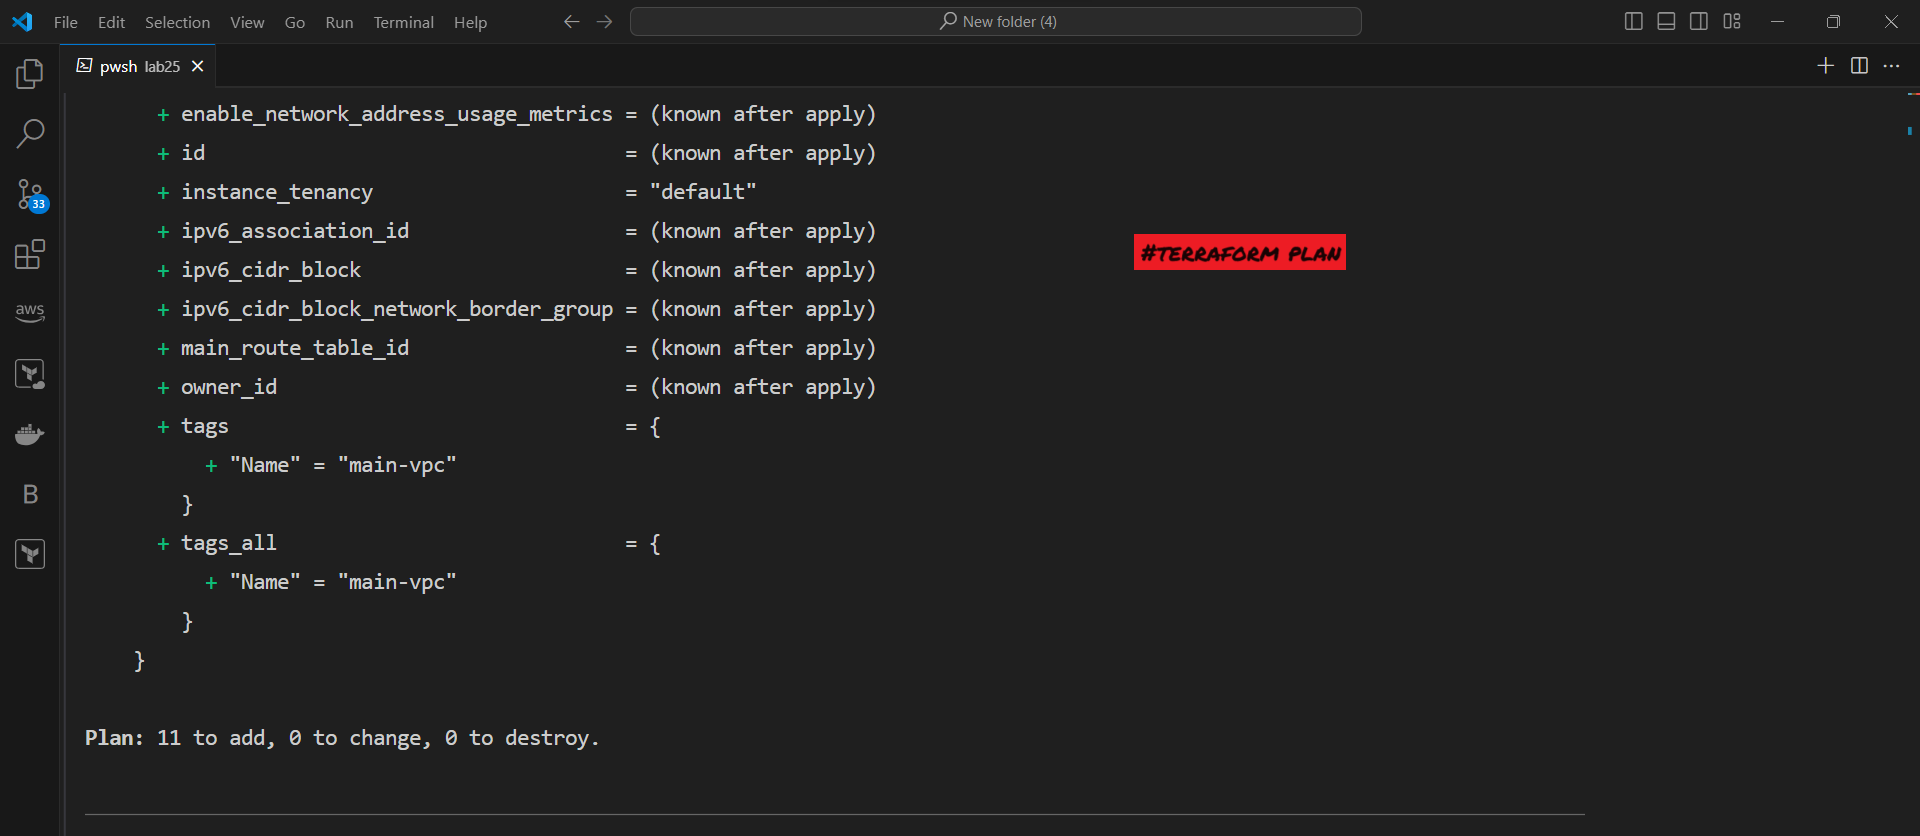 File Edit Selection View Go Run Terminal Help
New folder (4)
pwsh lab25
+ enable_network_address_usage_metrics = (known after apply)
+ id = (known after apply)
+ instance_tenancy = "default"
+ ipv6_association_id = (known after apply)
#TERRAFORM PLAN
+ ipv6_cidr_block = (known after apply)
+ ipv6_cidr_block_network_border_group = (known after apply)
+ main_route_table_id = (known after apply)
+ owner_id = (known after apply)
+ tags = {
+ "Name" = "main-vpc"
}
+ tags_all = {
+ "Name" = "main-vpc"
}
}
Plan: 11 to add, 0 to change, 0 to destroy.
33
aws
B